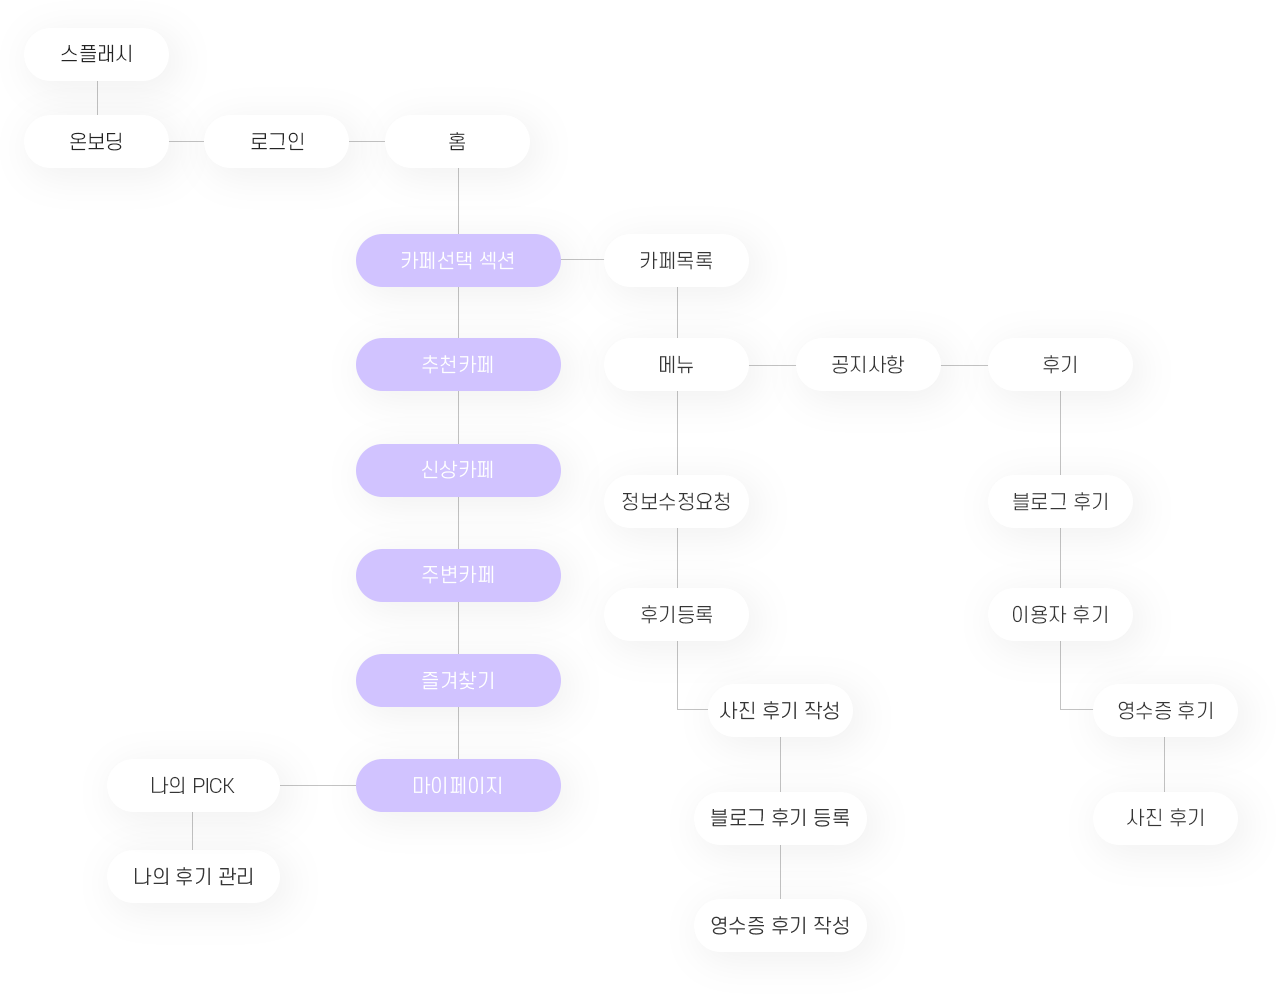 스플래시
온보딩
로그인
홈
카페선택 섹션
카페목록
추천카페
메뉴
공지사항
후기
신상카페
정보수정요청
블로그 후기
주변카페
후기등록
이용자 후기
즐겨찾기
사진 후기 작성
영수증 후기
나의 PICK
마이페이지
블로그 후기 등록
사진 후기
나의 후기 관리
영수증 후기 작성